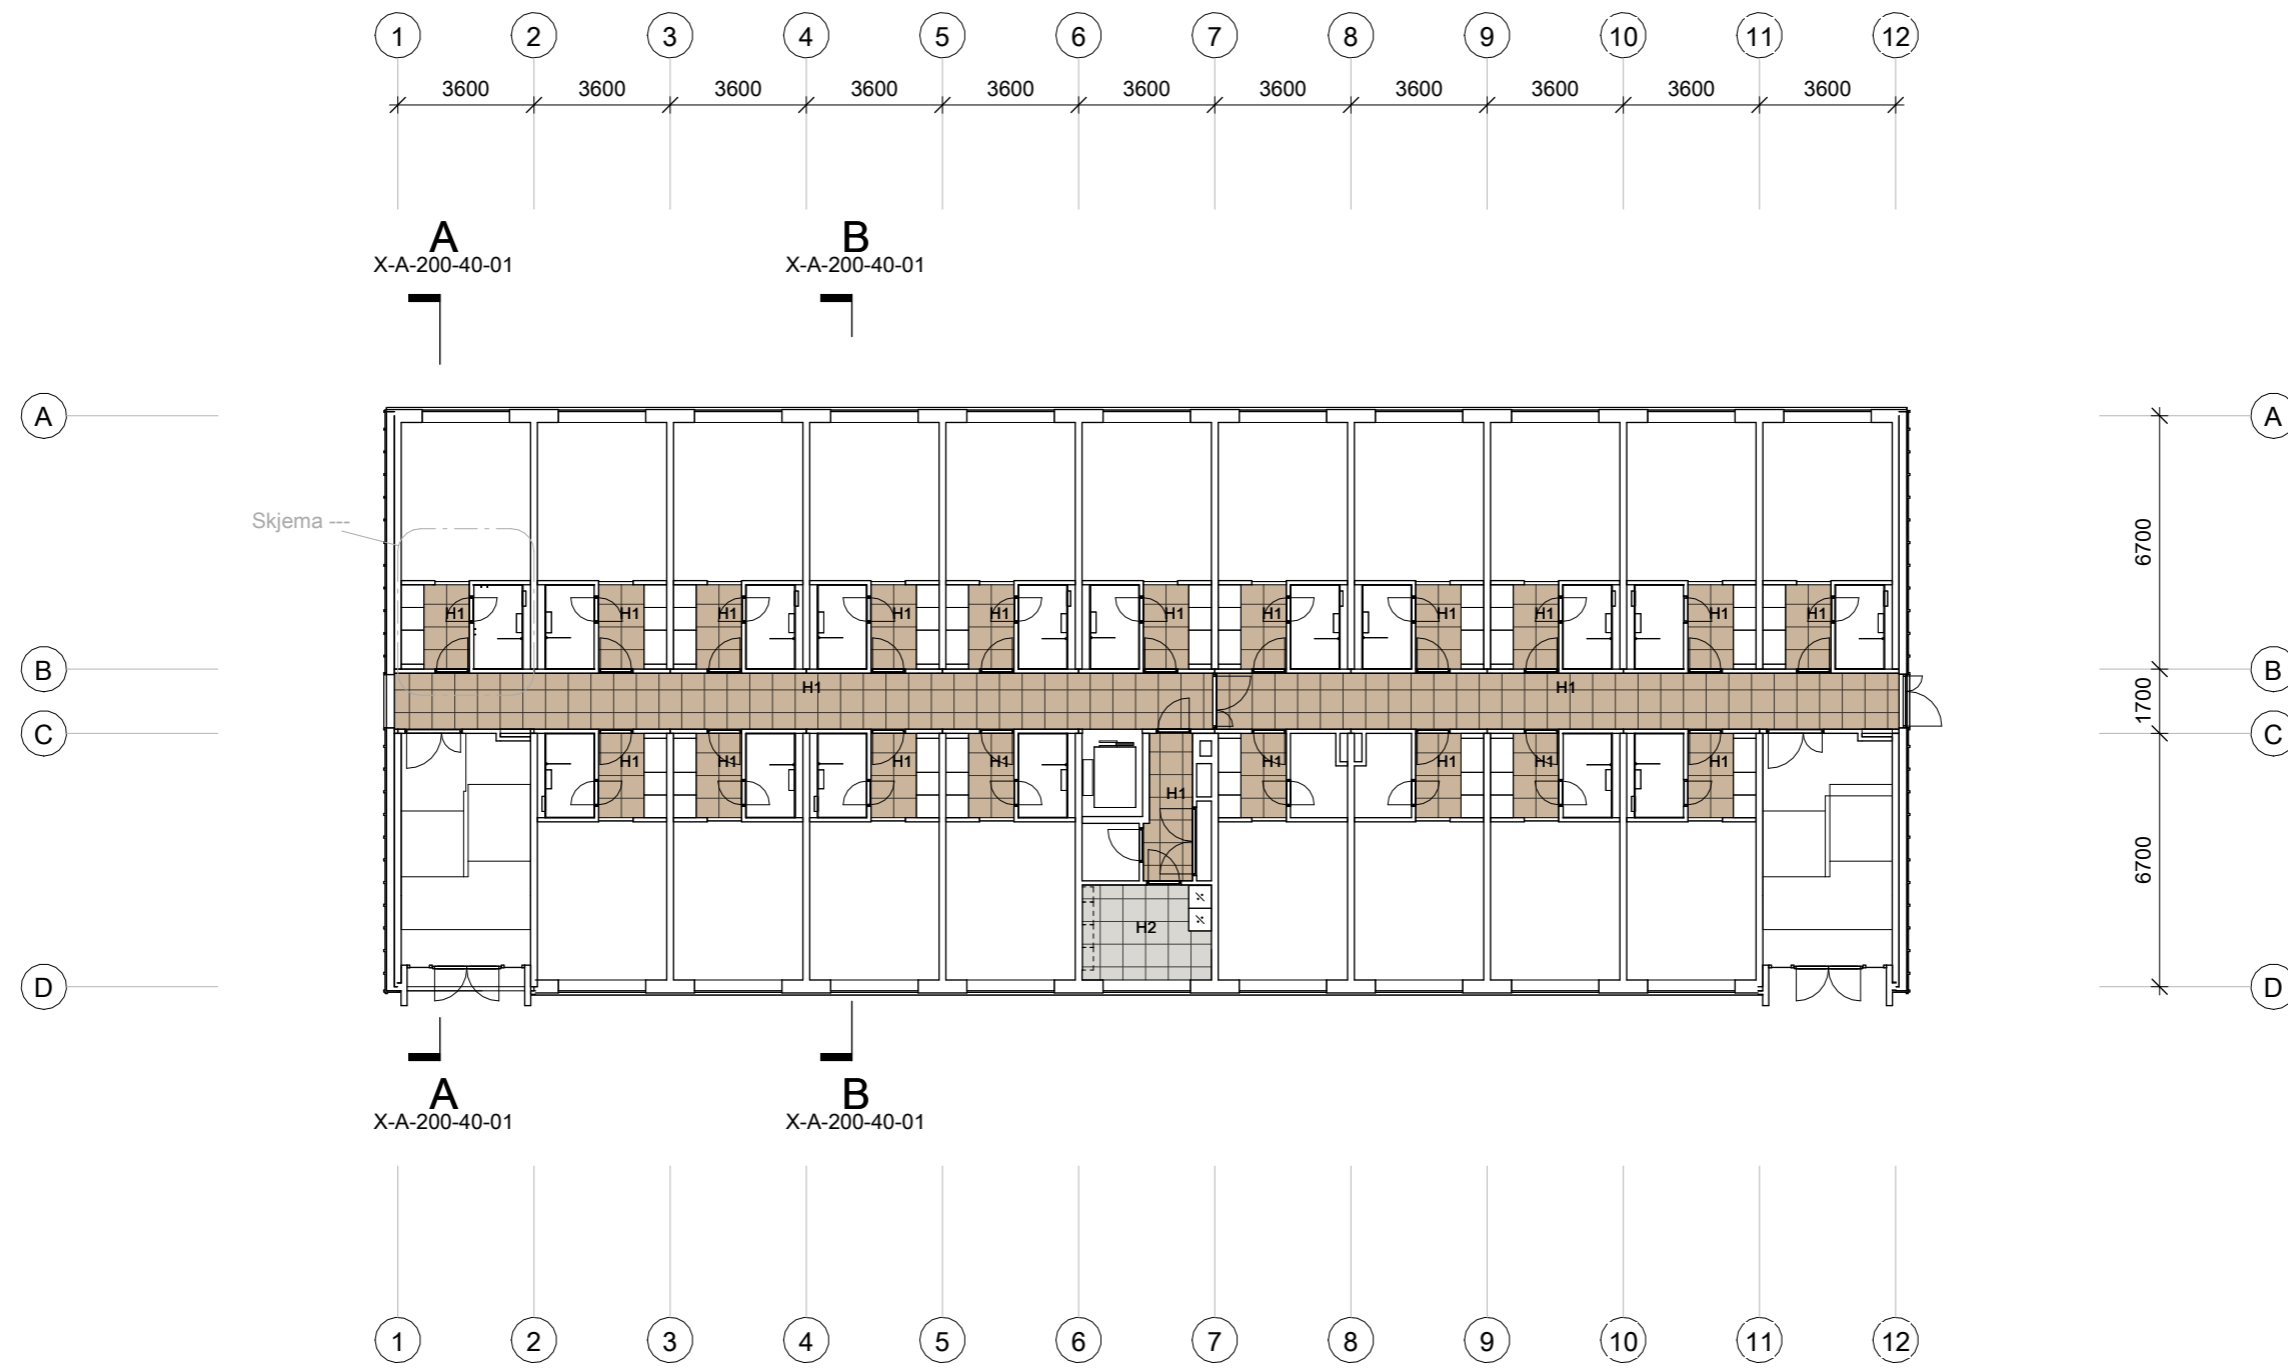 1 2 3 4 5 6 7 8 9 10 11 12
3600 3600 3600 3600 3600 3600 3600 3600 3600 3600 3600
A B
X-A-200-40-01 X-A-200-40-01
A A
Skjema ---
6700
H1 H1 H1 H1 H1 H1 H1 H1 H1 H1 H1
B B
H1 H1
1700
C C
H1 H1 H1 H1 H1 H1 H1 H1
H1
6700
H2
D D
A B
X-A-200-40-01 X-A-200-40-01
1 2 3 4 5 6 7 8 9 10 11 12